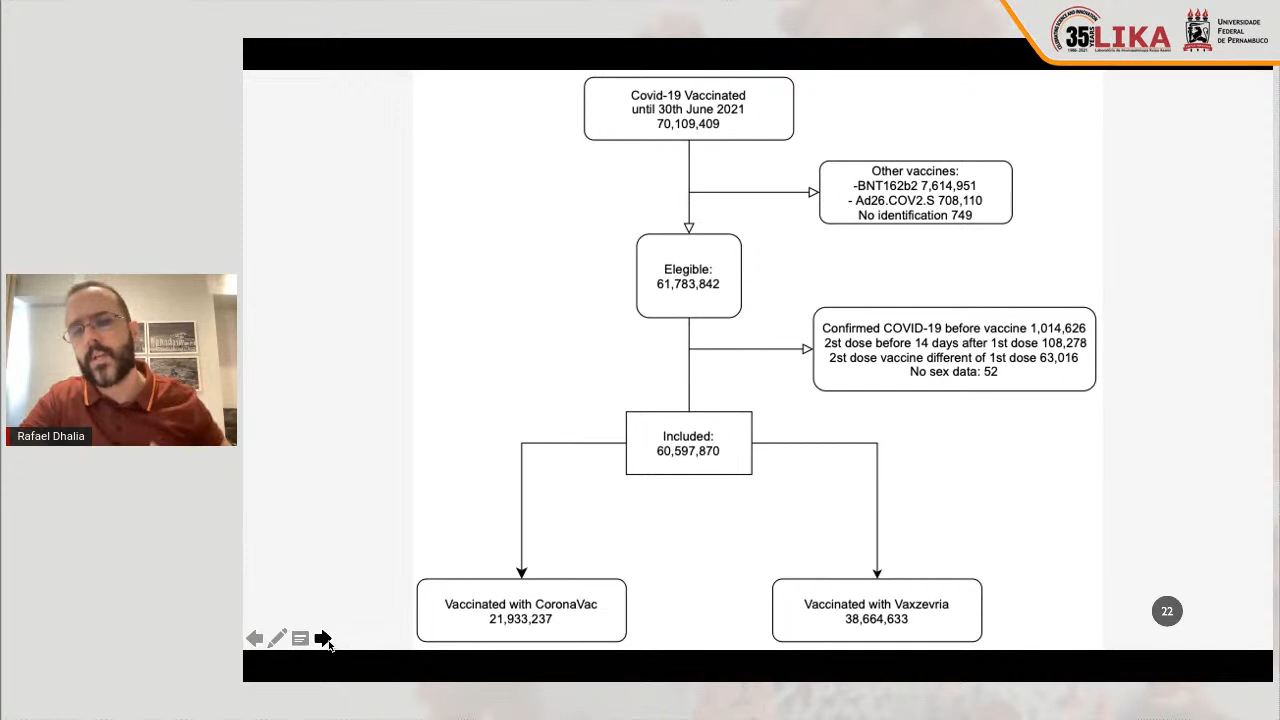 35 LIKA
UNIVERSIDADE
FEDERAL
DE PERNAMBUCO
Covid-19 Vaccinated
until 30th June 2021
70,109,409
Other vaccines:
-BNT162b2 7,614,951
- Ad26.COV2.S 708,110
No identification 749
Elegible:
61,783,842
Confirmed COVID-19 before vaccine 1,014,626
2st dose before 14 days after 1st dose 108,278
2st dose vaccine different of 1st dose 63,016
No sex data: 52
Rafael Dhalia
Included:
60,597,870
Vaccinated with CoronaVac
21,933,237
Vaccinated with Vaxzevria
38,664,633
22